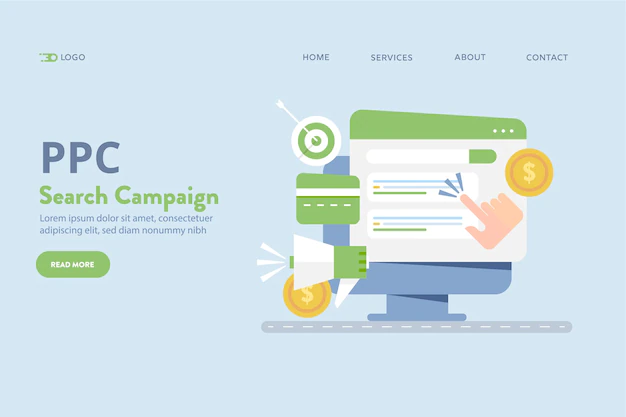 LOGO
HOME
SERVICES
ABOUT
CONTACT
PPC
Search Campaign
Lorem ipsum dolor sit amet, consectetuer
adipiscing elit, sed diam nonummy nibh
READ MORE
$
$